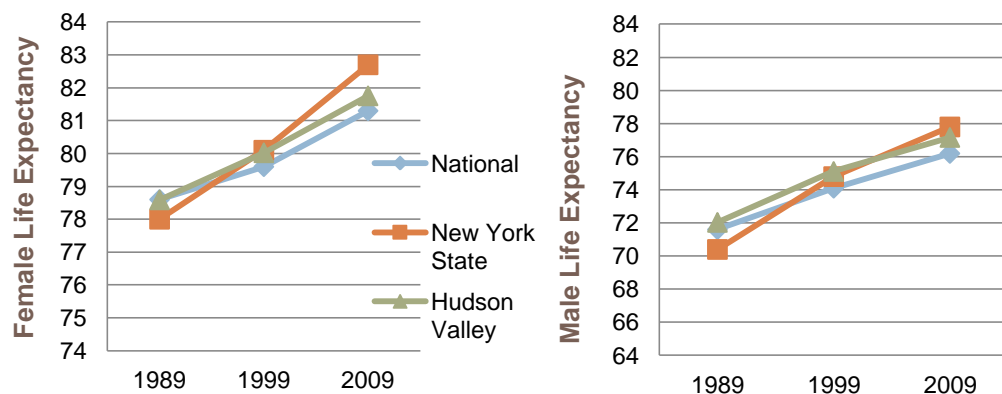 Female Life Expectancy
84
83
82
81
80
79
78
77
76
75
74
1989 1999 2009
National
New York
State
Hudson
Valley
Male Life Expectancy
84
82
80
78
76
74
72
70
68
66
64
1989 1999 2009